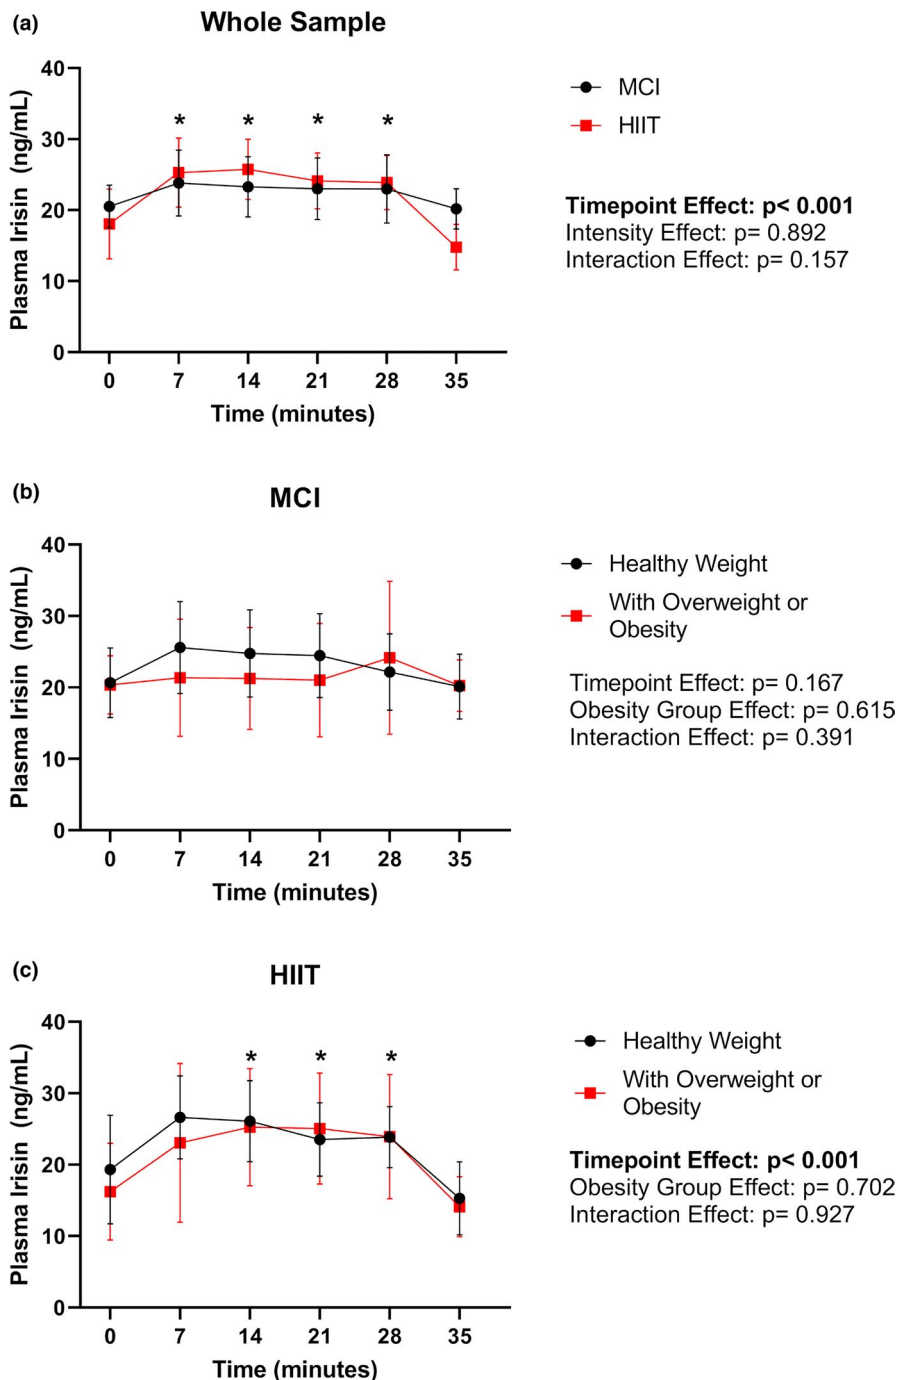 (a)
Whole Sample
Plasma Irisin (ng/mL)
40
30
20
10
0
* * * *
0 7 14 21 28 35
Time (minutes)
MCI
HIIT
Timepoint Effect: p< 0.001
Intensity Effect: p= 0.892
Interaction Effect: p= 0.157
(b)
MCI
Plasma Irisin (ng/mL)
40
30
20
10
0
0 7 14 21 28 35
Time (minutes)
Healthy Weight
With Overweight or
Obesity
Timepoint Effect: p= 0.167
Obesity Group Effect: p= 0.615
Interaction Effect: p= 0.391
(c)
HIIT
Plasma Irisin (ng/mL)
40
30
20
10
0
* * *
0 7 14 21 28 35
Time (minutes)
Healthy Weight
With Overweight or
Obesity
Timepoint Effect: p< 0.001
Obesity Group Effect: p= 0.702
Interaction Effect: p= 0.927